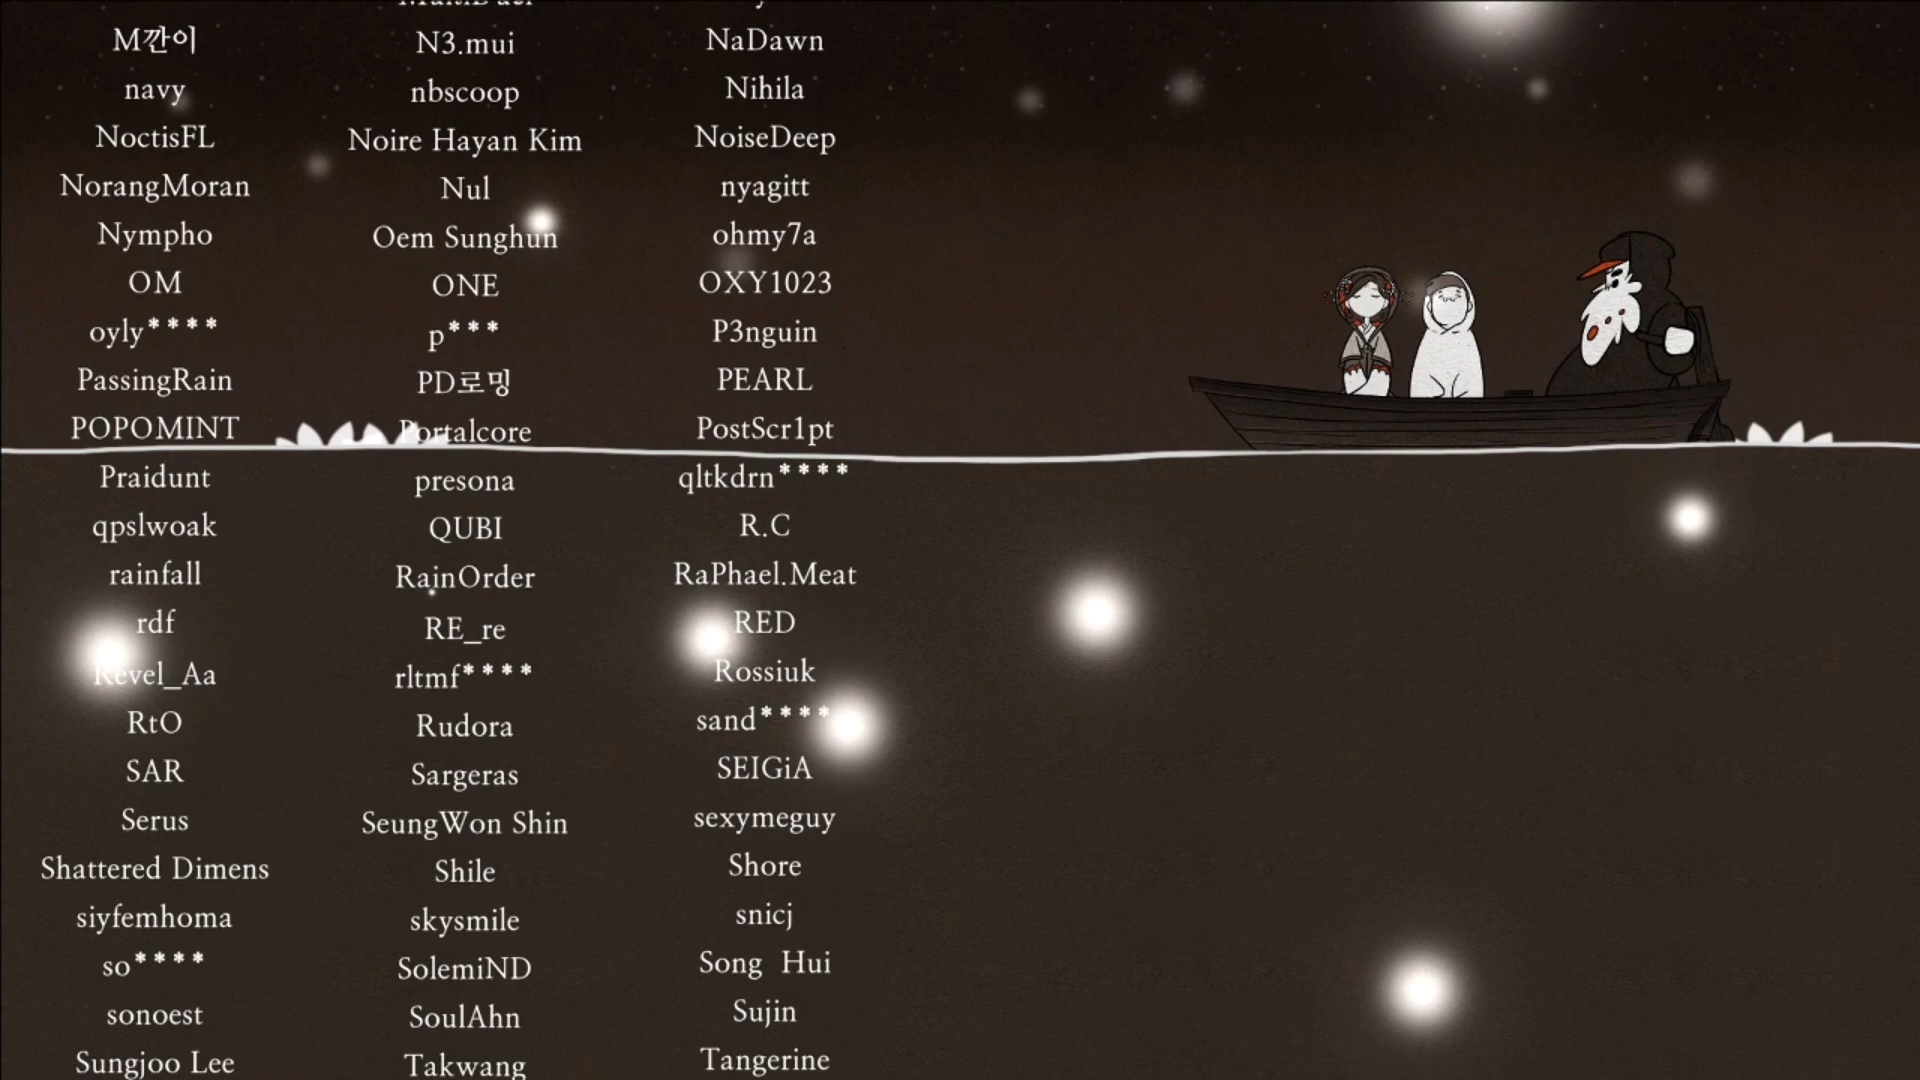 M깐이 N3.mui NaDawn
navy nbscoop Nihila
NoctisFL Noire Hayan Kim NoiseDeep
NorangMoran Nul nyagitt
Nympho Oem Sunghun ohmy7a
OM ONE OXY1023
oyly**** p*** P3nguin
PassingRain PD로밍 PEARL
POPOMINT Portalcore PostScr1pt
Praidunt presona qltkdrn****
qpslwoak QUBI R.C
rainfall RainOrder RaPhael.Meat
rdf RE_re RED
Revel_Aa rltmf**** Rossiuk
RtO Rudora sand****
SAR Sargeras SEIGiA
Serus SeungWon Shin sexymeguy
Shattered Dimens Shile Shore
siyfemhoma skysmile snicj
so**** SolemiND Song Hui
sonoest SoulAhn Sujin
Sungjoo Lee Takwang Tangerine